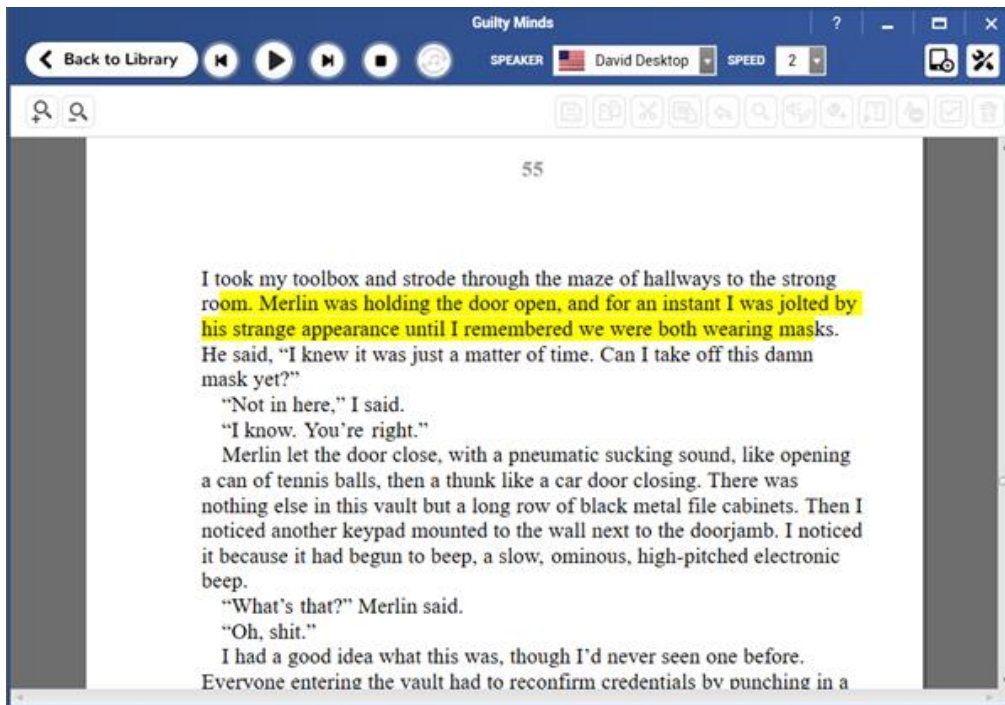 Guilty Minds
?
Back to Library
SPEAKER David Desktop SPEED 2
55
I took my toolbox and strode through the maze of hallways to the strong
room. Merlin was holding the door open, and for an instant I was jolted by
his strange appearance until I remembered we were both wearing masks.
He said, “I knew it was just a matter of time. Can I take off this damn
mask yet?”
“Not in here,” I said.
“I know. You’re right.”
Merlin let the door close, with a pneumatic sucking sound, like opening
a can of tennis balls, then a thunk like a car door closing. There was
nothing else in this vault but a long row of black metal file cabinets. Then I
noticed another keypad mounted to the wall next to the doorjamb. I noticed
it because it had begun to beep, a slow, ominous, high-pitched electronic
beep.
“What’s that?” Merlin said.
“Oh, shit.”
I had a good idea what this was, though I’d never seen one before.
Everyone entering the vault had to reconfirm credentials by punching in a